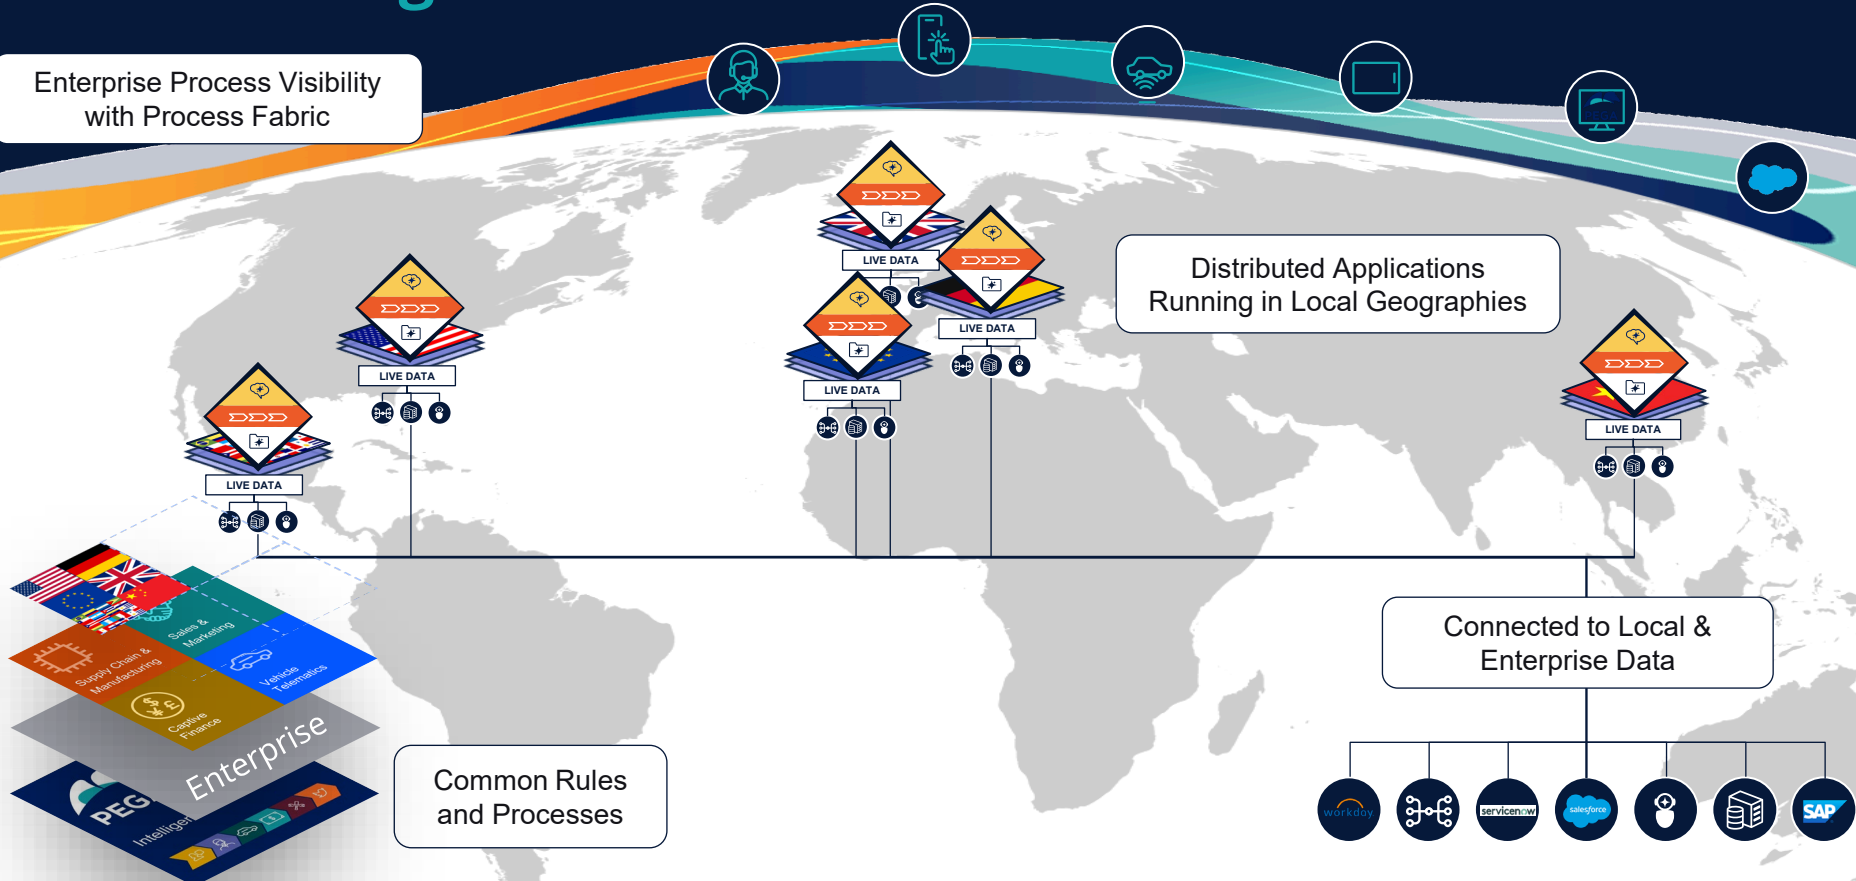 Enterprise Process Visibility
with Process Fabric
LIVE DATA
LIVE DATA
LIVE DATA
LIVE DATA
LIVE DATA
LIVE DATA
Distributed Applications
Running in Local Geographies
Sales &
Marketing
Supply Chain &
Manufacturing
Vehicle
Telematics
Captive
Finance
Enterprise
Common Rules
and Processes
Connected to Local &
Enterprise Data
workday
servicenow
salesforce
SAP